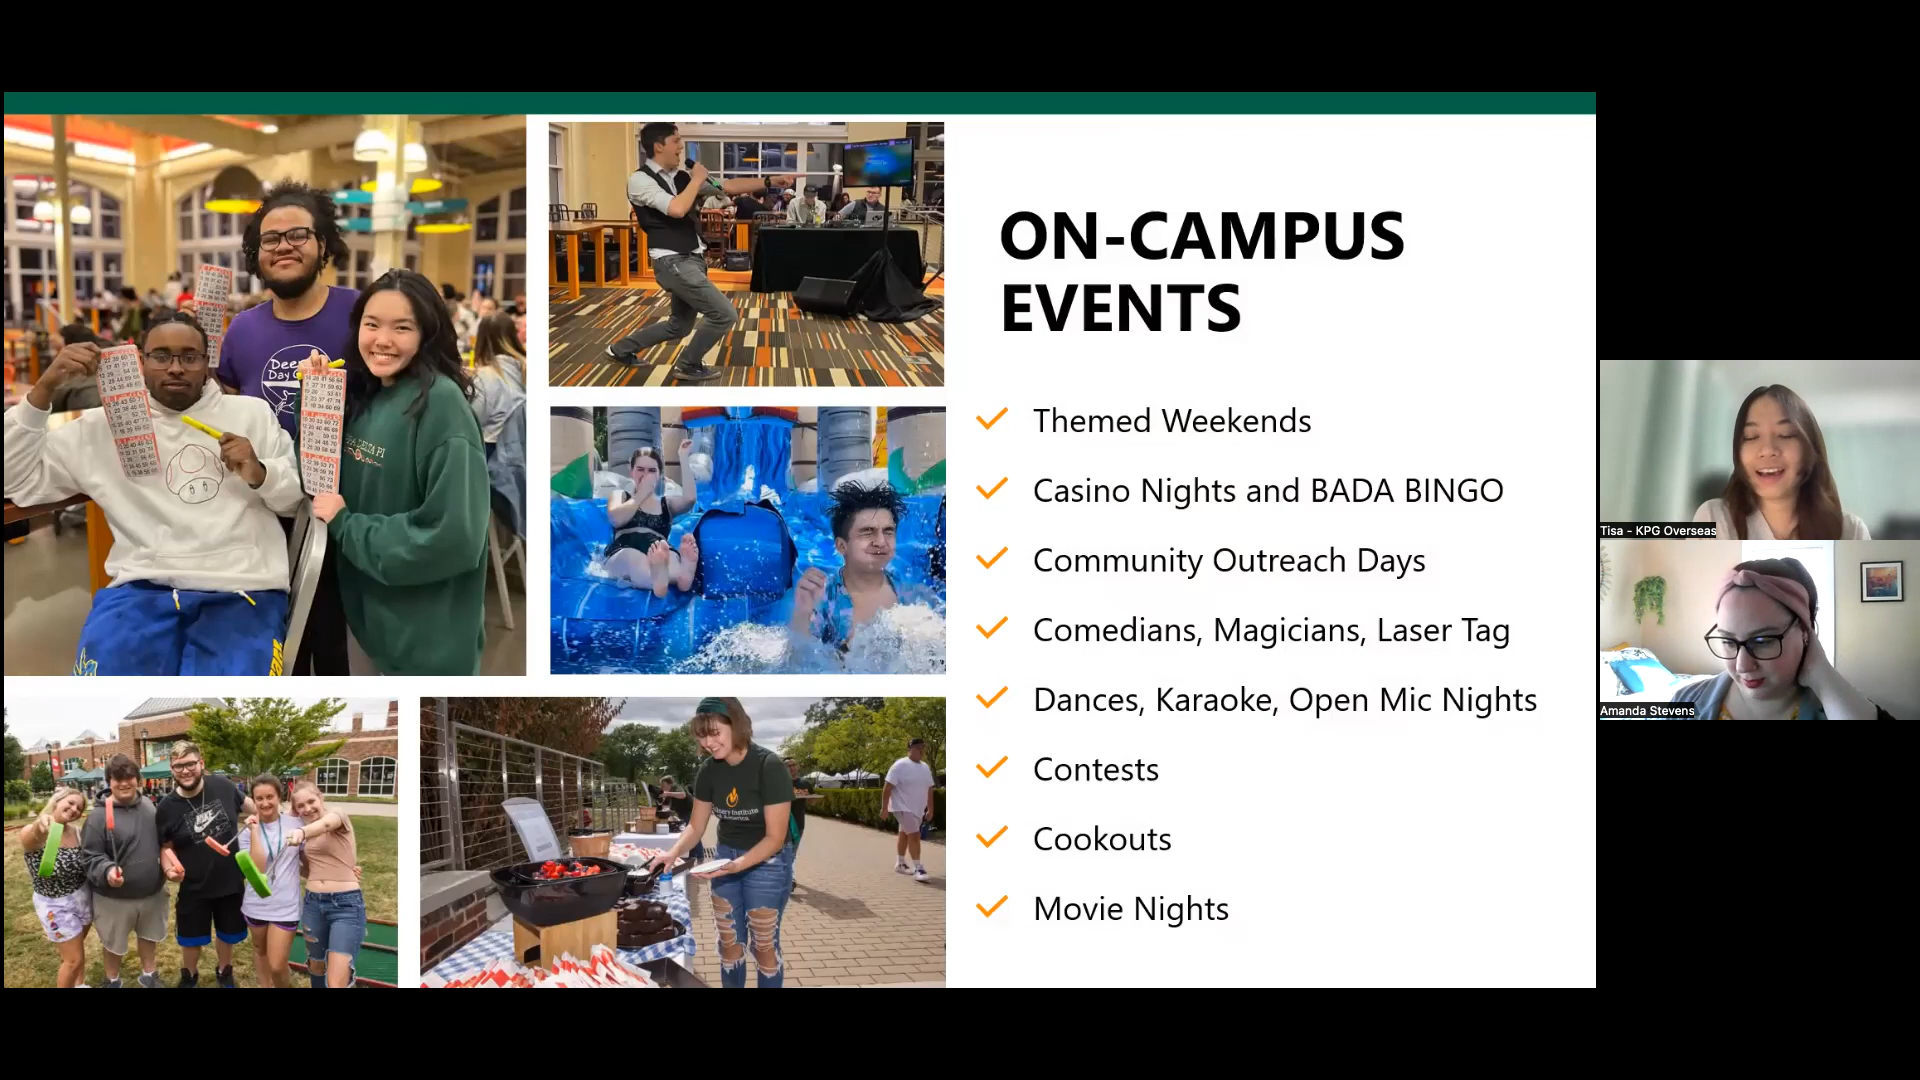 ON-CAMPUS
EVENTS
Themed Weekends
Casino Nights and BADA BINGO
Community Outreach Days
Comedians, Magicians, Laser Tag
Dances, Karaoke, Open Mic Nights
Contests
Cookouts
Movie Nights
Tisa - KPG Overseas
Amanda Stevens